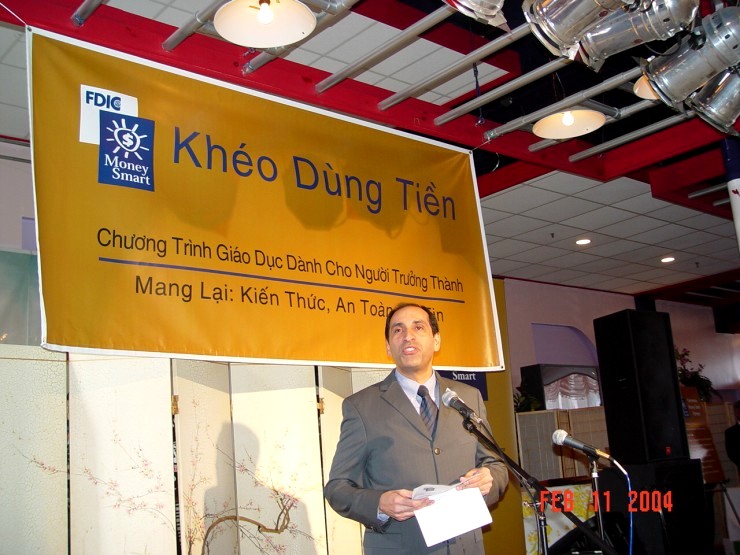 FDIC
Money
Smart
Khéo Dùng Tiền
Chương Trình Giáo Dục Dành Cho Người Trưởng Thành
Mang Lại: Kiến Thức, An Toàn
Smart
FEB 11 2004